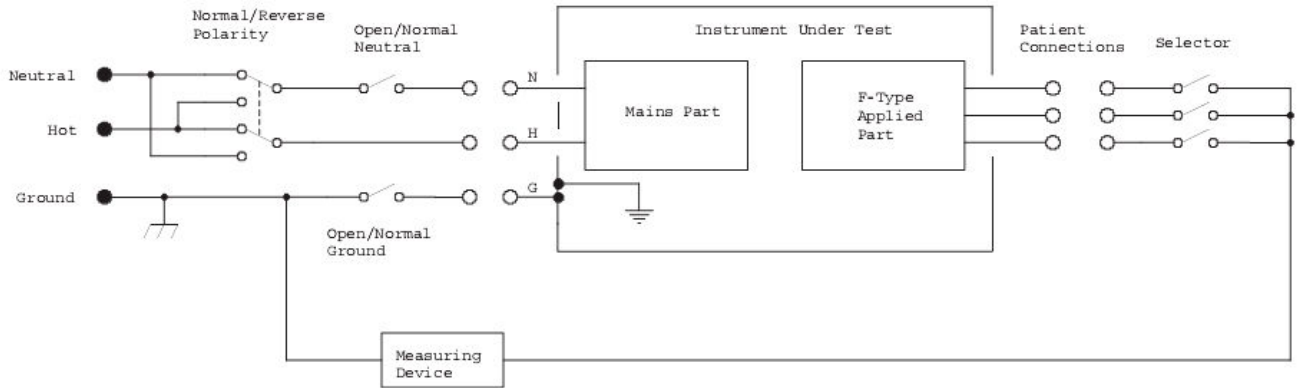 Normal/Reverse
Polarity
Open/Normal
Neutral
Instrument Under Test
Patient
Connections
Selector
Neutral
N
Mains Part
F-Type
Applied
Part
Hot
H
Ground
G
Open/Normal
Ground
Measuring
Device